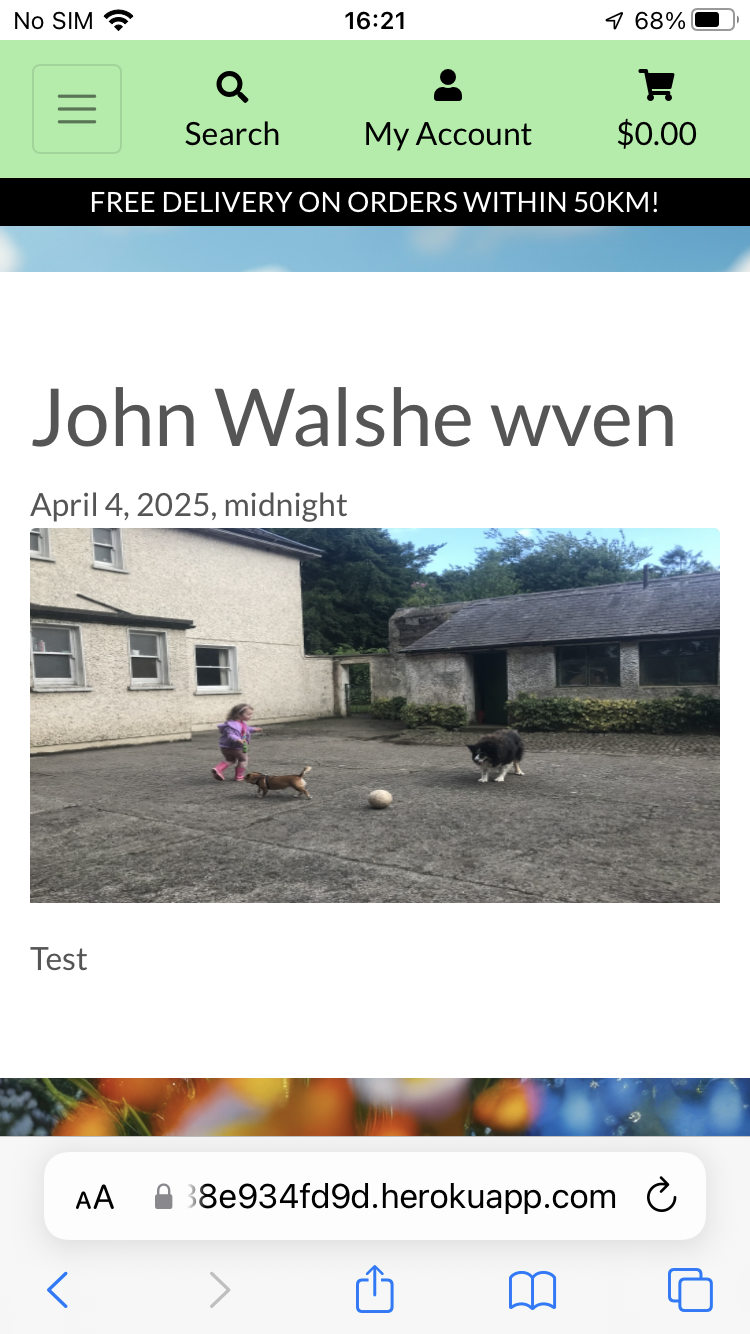 No SIM 16:21 68%
Search My Account $0.00
FREE DELIVERY ON ORDERS WITHIN 50KM!
John Walshe wven
April 4, 2025, midnight
Test
AA 8e934fd9d.herokuapp.com